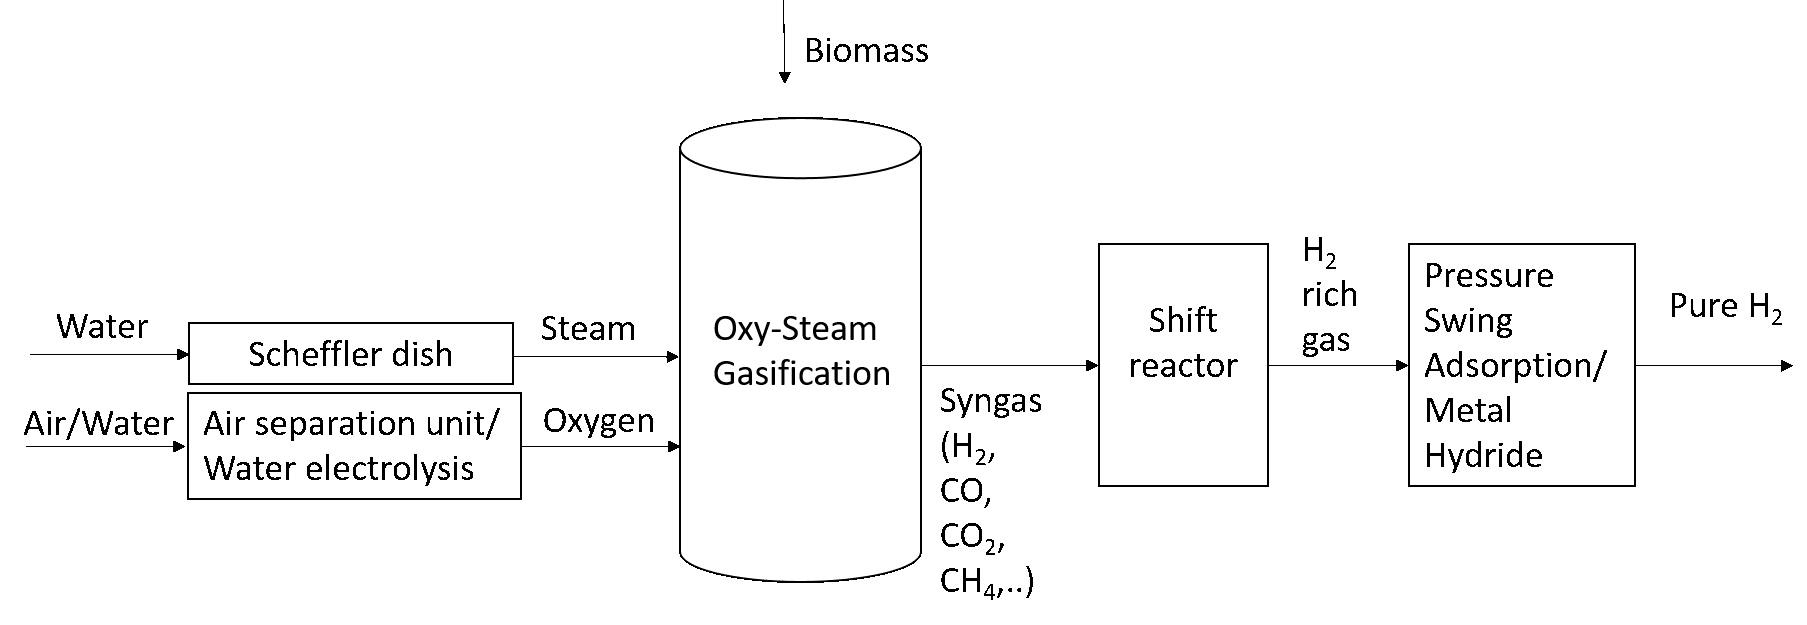 Biomass
Water
Scheffler dish
Steam
Air/Water
Air separation unit/
Water electrolysis
Oxygen
Oxy-Steam
Gasification
Syngas
(H₂,
CO,
CO₂,
CH₄,..)
Shift
reactor
H₂
rich
gas
Pressure
Swing
Adsorption/
Metal
Hydride
Pure H₂